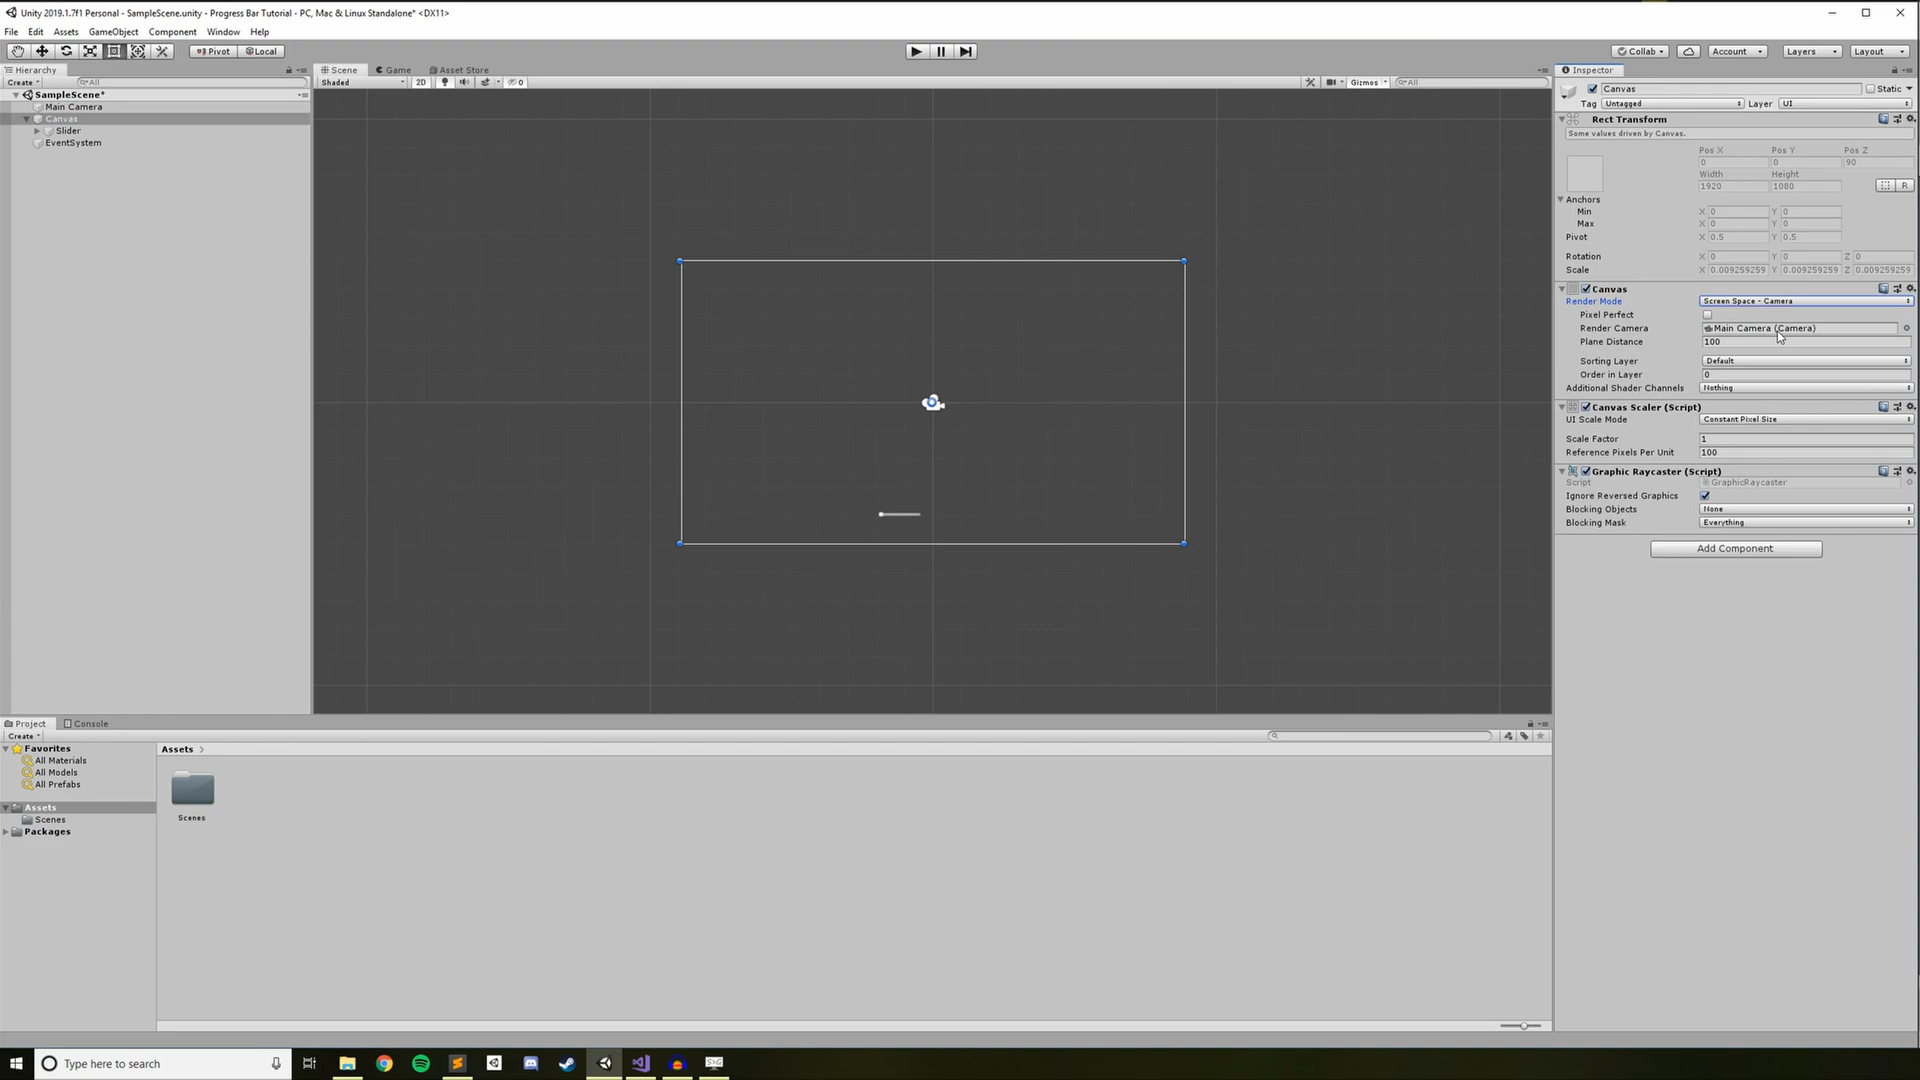 Unity 2019.1.7f1 Personal - SampleScene.unity - Progress Bar Tutorial - PC, Mac & Linux Standalone* <DX11>
File Edit Assets GameObject Component Window Help
Pivot Local Collab Account Layers Layout
Hierarchy
Create All
SampleScene*
Main Camera
Canvas
Slider
EventSystem
Scene Game Asset Store
Shaded 2D 0 Gizmos All
Inspector
Canvas Static
Tag Untagged Layer UI
Rect Transform
Some values driven by Canvas.
Pos X Pos Y Pos Z
0 0 90
Width Height
1920 1080
R
Anchors
Min X 0 Y 0
Max X 0 Y 0
Pivot X 0.5 Y 0.5
Rotation X 0 Y 0 Z 0
Scale X 0.009259259 Y 0.009259259 Z 0.009259259
Canvas
Render Mode Screen Space - Camera
Pixel Perfect
Render Camera Main Camera (Camera)
Plane Distance 100
Sorting Layer Default
Order in Layer 0
Additional Shader Channels Nothing
Canvas Scaler (Script)
UI Scale Mode Constant Pixel Size
Scale Factor 1
Reference Pixels Per Unit 100
Graphic Raycaster (Script)
Script GraphicRaycaster
Ignore Reversed Graphics
Blocking Objects None
Blocking Mask Everything
Add Component
Project Console
Create
Favorites
All Materials
All Models
All Prefabs
Assets
Scenes
Packages
Assets
Scenes
Type here to search